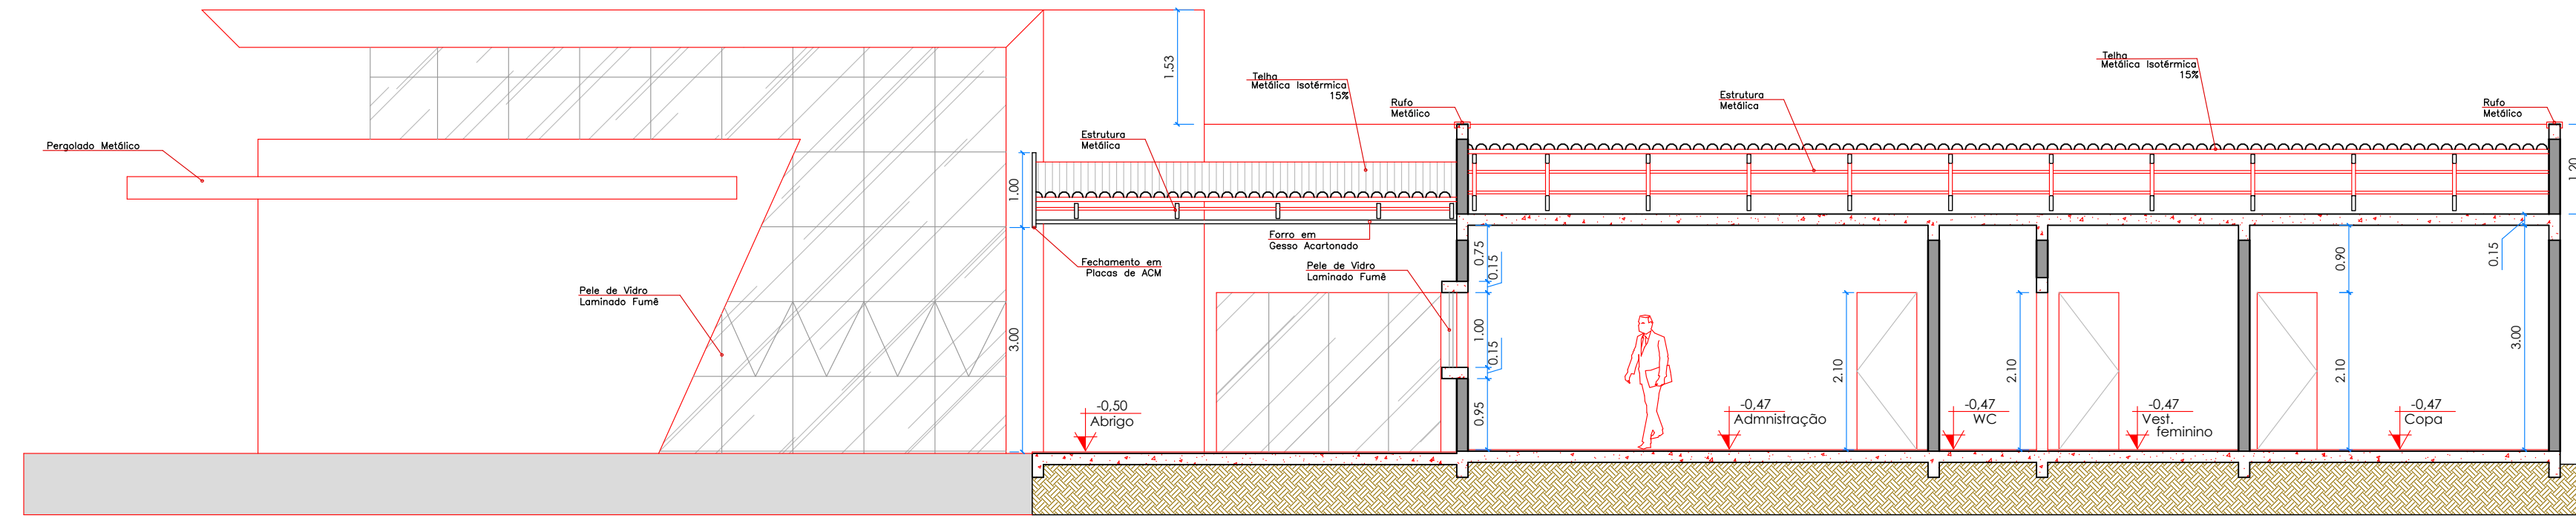 1.53
Telha
Metálica Isotérmica
15%
Telha
Metálica Isotérmica
15%
Rufo
Metálico
Estrutura
Metálica
Rufo
Metálico
Estrutura
Metálica
Pergolado Metálico
1.00
1.20
Forro em
Gesso Acartonado
Fechamento em
Placas de ACM
Pele de Vidro
Laminado Fumê
Pele de Vidro
Laminado Fumê
0.75
0.15
0.90
0.15
3.00
1.00
0.15
3.00
2.10
2.10
2.10
0.95
-0,50
Abrigo
-0,47
Admnistração
-0,47
WC
-0,47
Vest.
feminino
-0,47
Copa